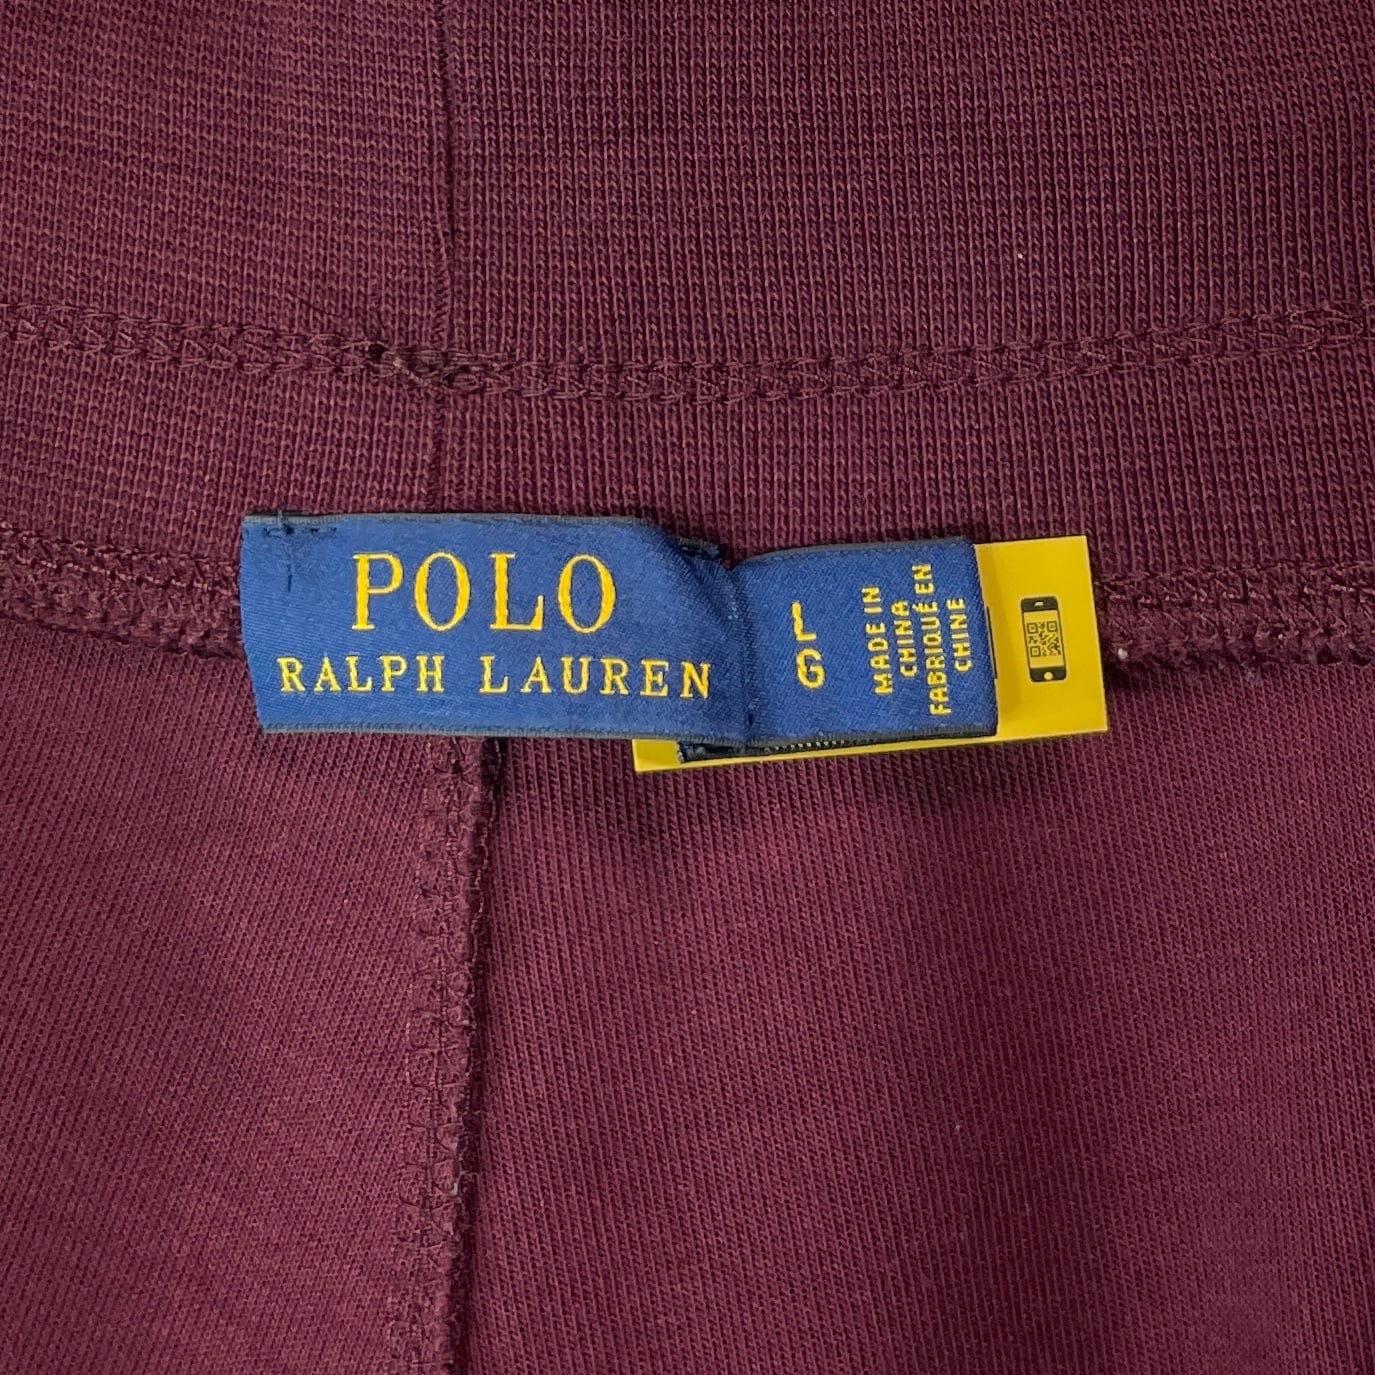 POLO
RALPH LAUREN
L
G
MADE IN
CHINA
FABRIQUÉ EN
CHINE